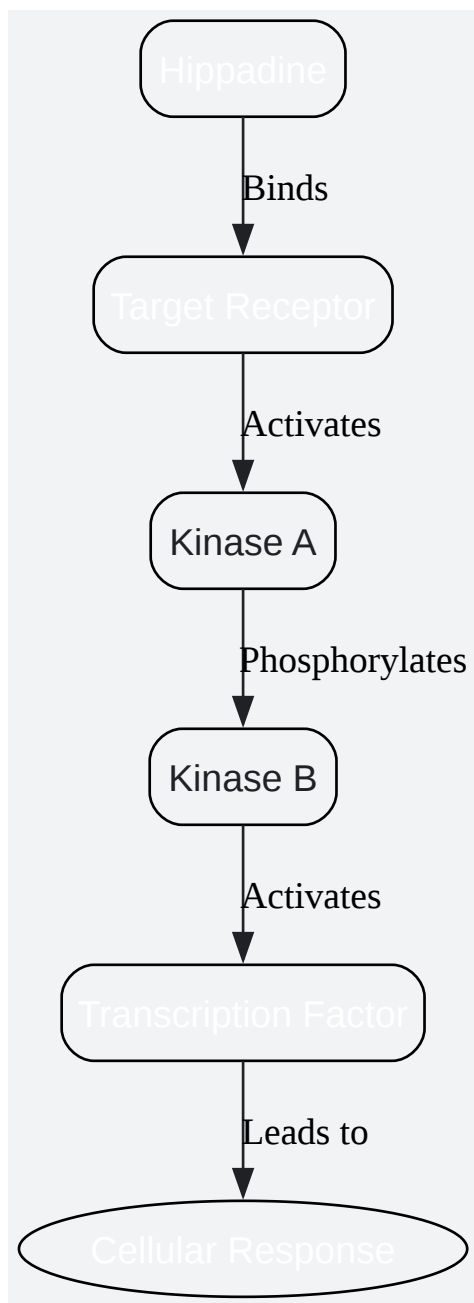 Hippadine
Binds
Target Receptor
Activates
Kinase A
Phosphorylates
Kinase B
Activates
Transcription Factor
Leads to
Cellular Response